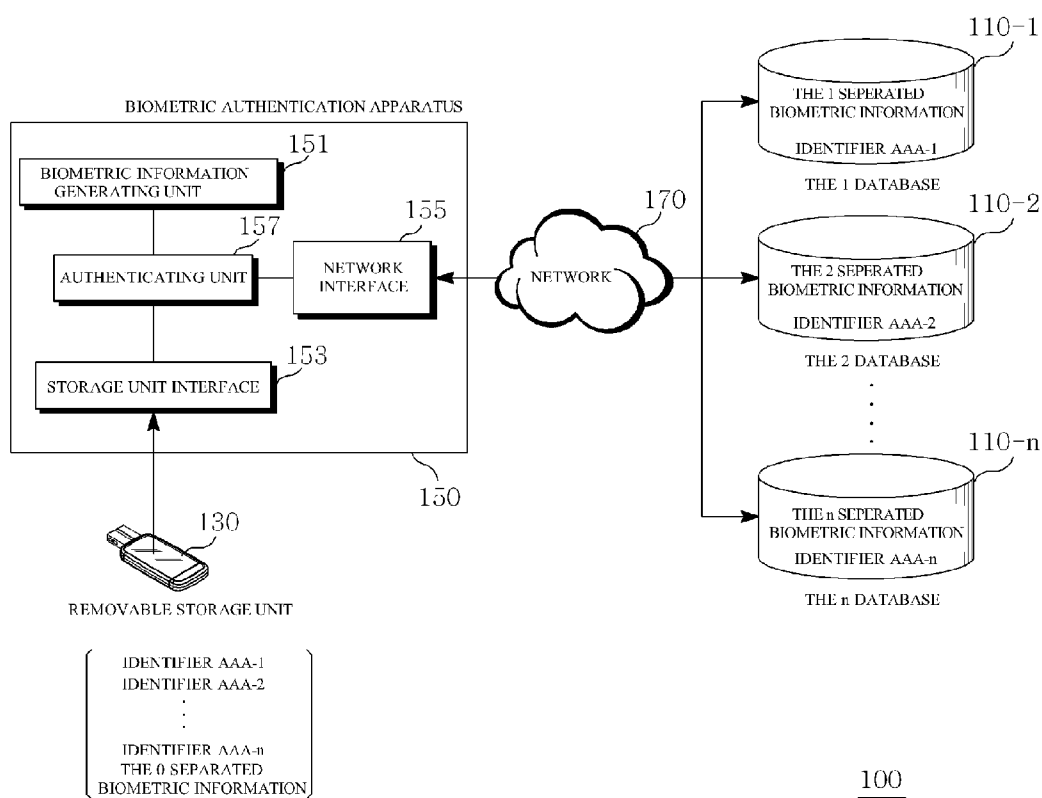 110-1
THE 1 SEPERATED
BIOMETRIC INFORMATION
IDENTIFIER AAA-1
THE 1 DATABASE
BIOMETRIC AUTHENTICATION APPARATUS
151
BIOMETRIC INFORMATION
GENERATING UNIT
157
AUTHENTICATING UNIT
155
NETWORK
INTERFACE
153
STORAGE UNIT INTERFACE
150
170
NETWORK
110-2
THE 2 SEPERATED
BIOMETRIC INFORMATION
IDENTIFIER AAA-2
THE 2 DATABASE
110-n
THE n SEPERATED
BIOMETRIC INFORMATION
IDENTIFIER AAA-n
THE n DATABASE
130
REMOVABLE STORAGE UNIT
IDENTIFIER AAA-1
IDENTIFIER AAA-2
IDENTIFIER AAA-n
THE 0 SEPARATED
BIOMETRIC INFORMATION
100